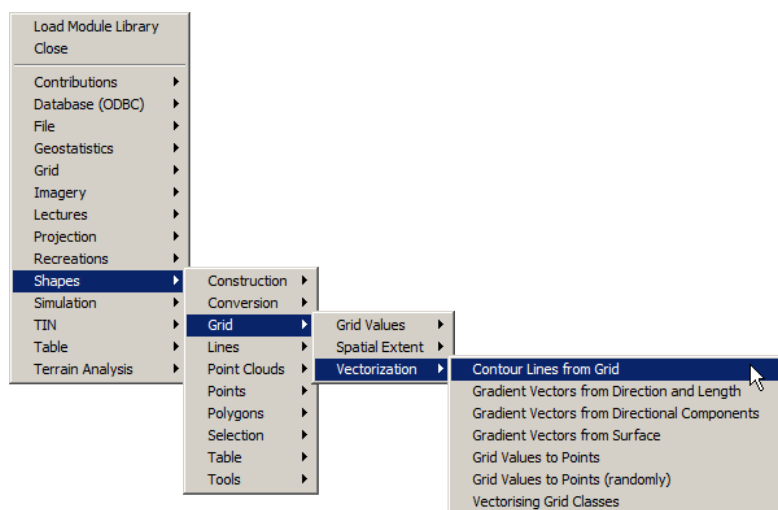 Load Module Library
Close
Contributions
Database (ODBC)
File
Geostatistics
Grid
Imagery
Lectures
Projection
Recreations
Shapes
Simulation
TIN
Table
Terrain Analysis
Construction
Conversion
Grid
Lines
Point Clouds
Points
Polygons
Selection
Table
Tools
Grid Values
Spatial Extent
Vectorization
Contour Lines from Grid
Gradient Vectors from Direction and Length
Gradient Vectors from Directional Components
Gradient Vectors from Surface
Grid Values to Points
Grid Values to Points (randomly)
Vectorising Grid Classes